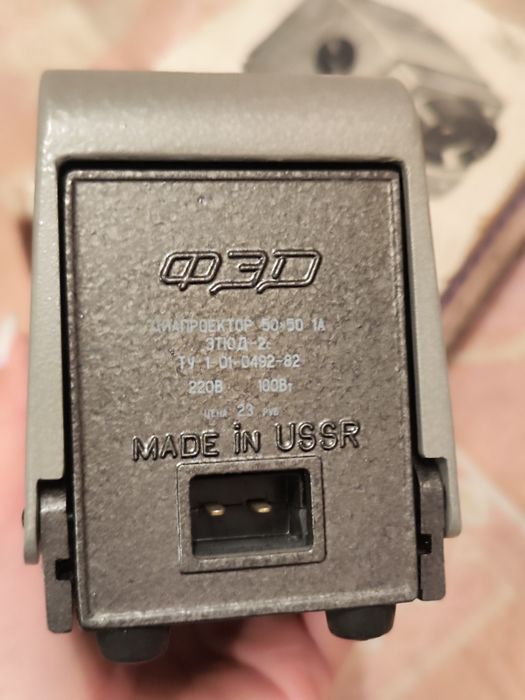 ФЭД
ДИАПРОЕКТОР 50×50 1А
ЭТЮД-2с
ТУ 1-01-0492-82
220В 100Вт
ЦЕНА 23 РУБ
MADE iN USSR